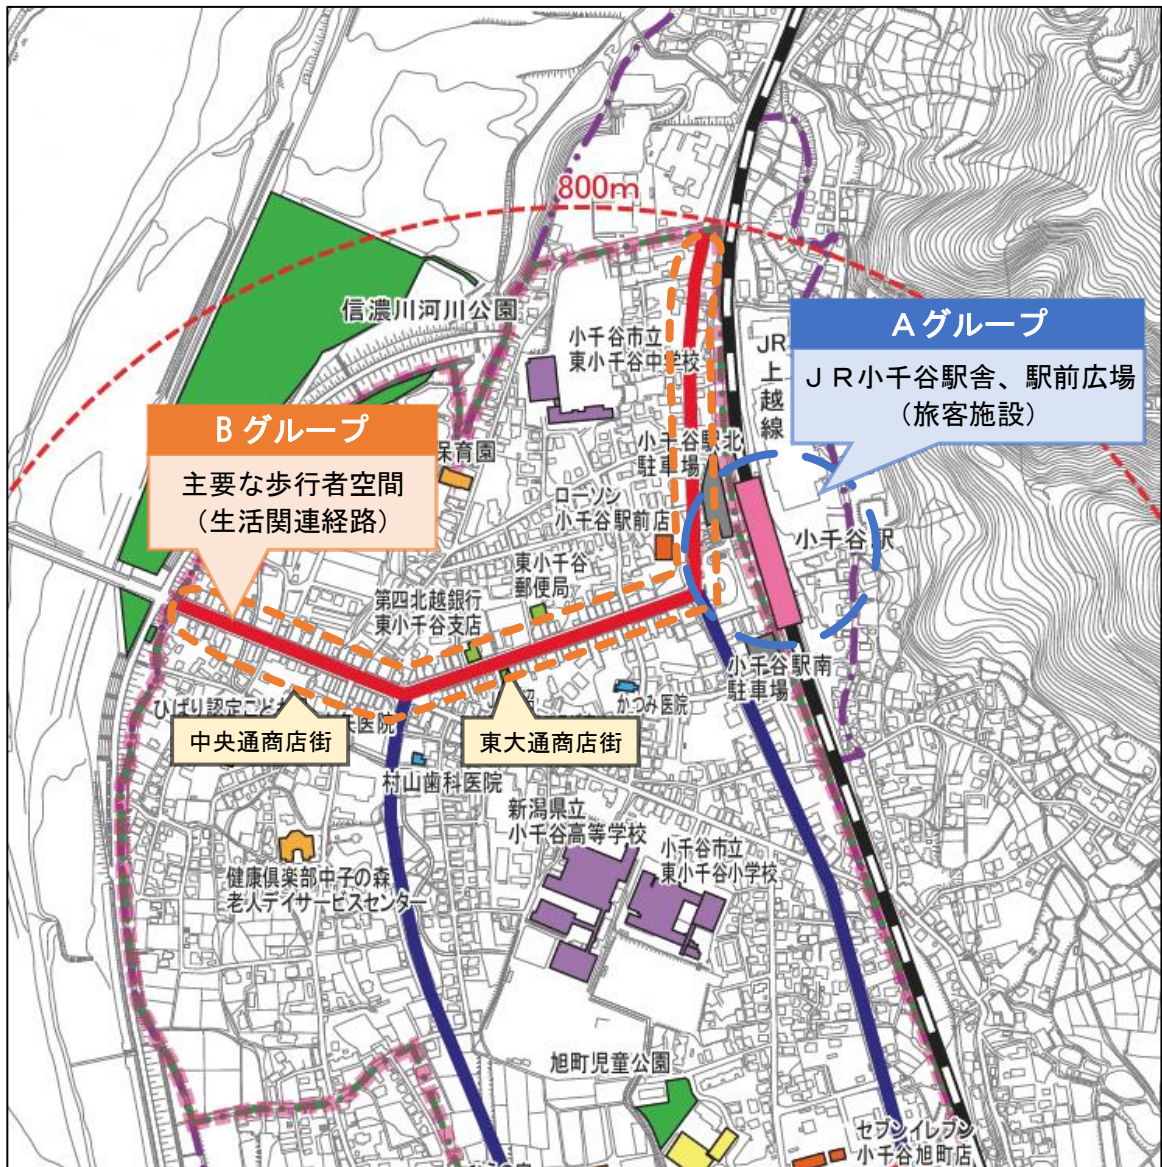 800m
信濃川河川公園
小千谷市立
東小千谷中学校
JR
上
越
線
Aグループ
JR小千谷駅舎、駅前広場
(旅客施設)
Bグループ
主要な歩行者空間
(生活関連経路)
保育園
小千谷駅北
駐車場
ローソン
小千谷駅前店
小千谷駅
東小千谷
郵便局
第四北越銀行
東小千谷支店
小千谷駅南
駐車場
かつみ医院
ひばり認定こど
医院
中央通商店街
東大通商店街
村山歯科医院
新潟県立
小千谷高等学校
小千谷市立
東小千谷小学校
健康倶楽部中子の森
老人デイサービスセンター
旭町児童公園
セブンイレブン
小千谷旭町店